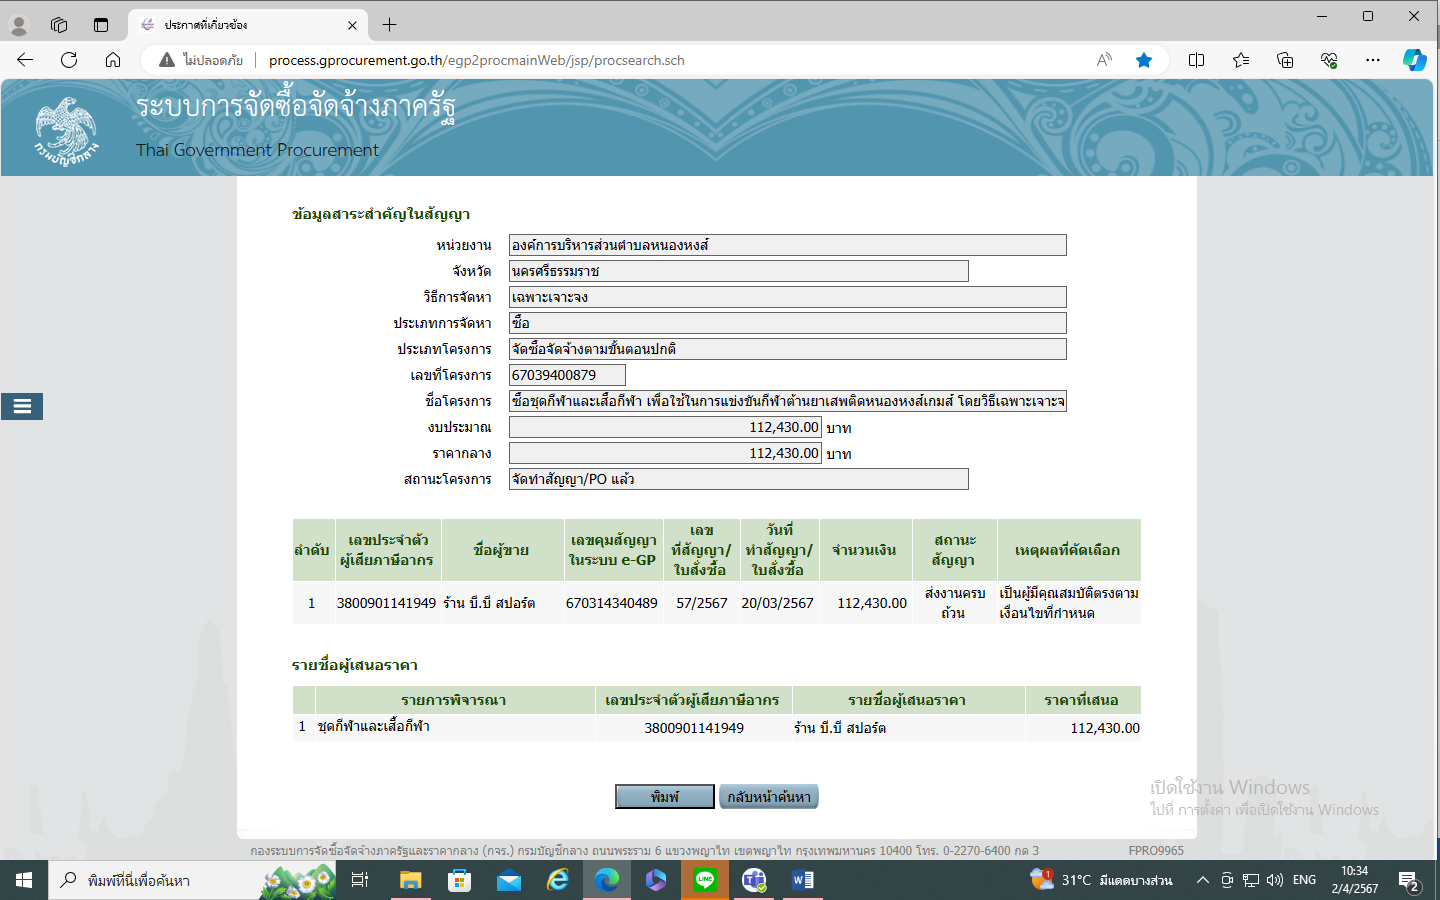 ประกาศที่เกี่ยวข้อง
ไม่ปลอดภัย process.gprocurement.go.th/egp2procmainWeb/jsp/procsearch.sch
ระบบการจัดซื้อจัดจ้างภาครัฐ
Thai Government Procurement
กรมบัญชีกลาง
ข้อมูลสาระสำคัญในสัญญา
หน่วยงาน องค์การบริหารส่วนตำบลหนองหงส์
จังหวัด นครศรีธรรมราช
วิธีการจัดหา เฉพาะเจาะจง
ประเภทการจัดหา ซื้อ
ประเภทโครงการ จัดซื้อจัดจ้างตามขั้นตอนปกติ
เลขที่โครงการ 67039400879
ชื่อโครงการ ซื้อชุดกีฬาและเสื้อกีฬา เพื่อใช้ในการแข่งขันกีฬาต้านยาเสพติดหนองหงส์เกมส์ โดยวิธีเฉพาะเจาะจ
งบประมาณ 112,430.00 บาท
ราคากลาง 112,430.00 บาท
สถานะโครงการ จัดทำสัญญา/PO แล้ว
ลำดับ เลขประจำตัวผู้เสียภาษีอากร ชื่อผู้ขาย เลขคุมสัญญาในระบบ e-GP เลขที่สัญญา/ใบสั่งซื้อ วันที่ทำสัญญา/ใบสั่งซื้อ จำนวนเงิน สถานะสัญญา เหตุผลที่คัดเลือก
1 3800901141949 ร้าน บี.บี สปอร์ต 670314340489 57/2567 20/03/2567 112,430.00 ส่งงานครบถ้วน เป็นผู้มีคุณสมบัติตรงตามเงื่อนไขที่กำหนด
รายชื่อผู้เสนอราคา
รายการพิจารณา เลขประจำตัวผู้เสียภาษีอากร รายชื่อผู้เสนอราคา ราคาที่เสนอ
1 ชุดกีฬาและเสื้อกีฬา 3800901141949 ร้าน บี.บี สปอร์ต 112,430.00
พิมพ์ กลับหน้าค้นหา
เปิดใช้งาน Windows
ไปที่ การตั้งค่า เพื่อเปิดใช้งาน Windows
กองระบบการจัดซื้อจัดจ้างภาครัฐและราคากลาง (กจร.) กรมบัญชีกลาง ถนนพระราม 6 แขวงพญาไท เขตพญาไท กรุงเทพมหานคร 10400 โทร. 0-2270-6400 กด 3 FPRO9965
พิมพ์ที่นี่เพื่อค้นหา
1 31°C มีแดดบางส่วน ENG 10:34
2/4/2567 2